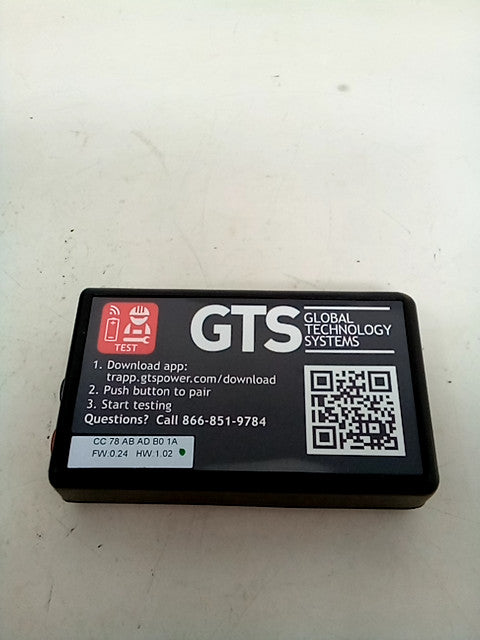 TEST
GTS
GLOBAL
TECHNOLOGY
SYSTEMS
1. Download app:
trapp.gtspower.com/download
2. Push button to pair
3. Start testing
Questions? Call 866-851-9784
CC 78 AB AD B0 1A
FW:0.24 HW:1.02